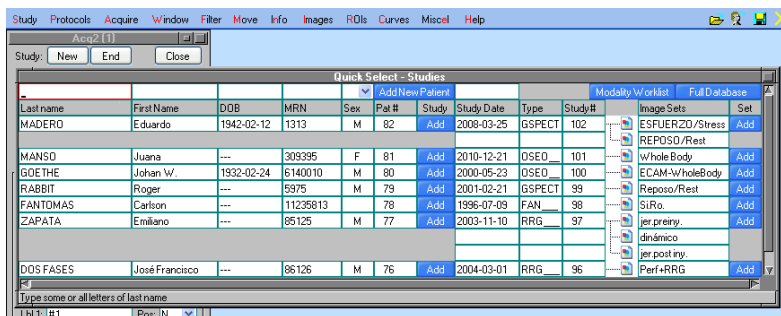 Study Protocols Acquire Window Filter Move Info Images ROIs Curves Miscel Help
Acq2 (1)
Study: New End Close
Quick Select - Studies
Add New Patient Modality Worklist Full Database
Last name First Name DOB MRN Sex Pat # Study Study Date Type Study# Image Sets Set
MADERO Eduardo 1942-02-12 1313 M 82 Add 2008-03-25 GSPECT 102 ESFUERZO/Stress Add
REPOSO/Rest
MANSO Juana --- 309395 F 81 Add 2010-12-21 OSEO__ 101 Whole Body Add
GOETHE Johan W. 1932-02-24 6140010 M 80 Add 2000-05-23 OSEO__ 100 ECAM-WholeBody Add
RABBIT Roger --- 5975 M 79 Add 2001-02-21 GSPECT 99 Reposo/Rest Add
FANTOMAS Carlson --- 11235813 78 Add 1996-07-09 FAN___ 98 Si.Ro. Add
ZAPATA Emiliano --- 85125 M 77 Add 2003-11-10 RRG___ 97 jer.preiny. Add
dinámico
jer.post iny.
DOS FASES José Francisco --- 86126 M 76 Add 2004-03-01 RRG___ 96 Perf+RRG Add
Type some or all letters of last name
Lbl 1: #1 Pos: N